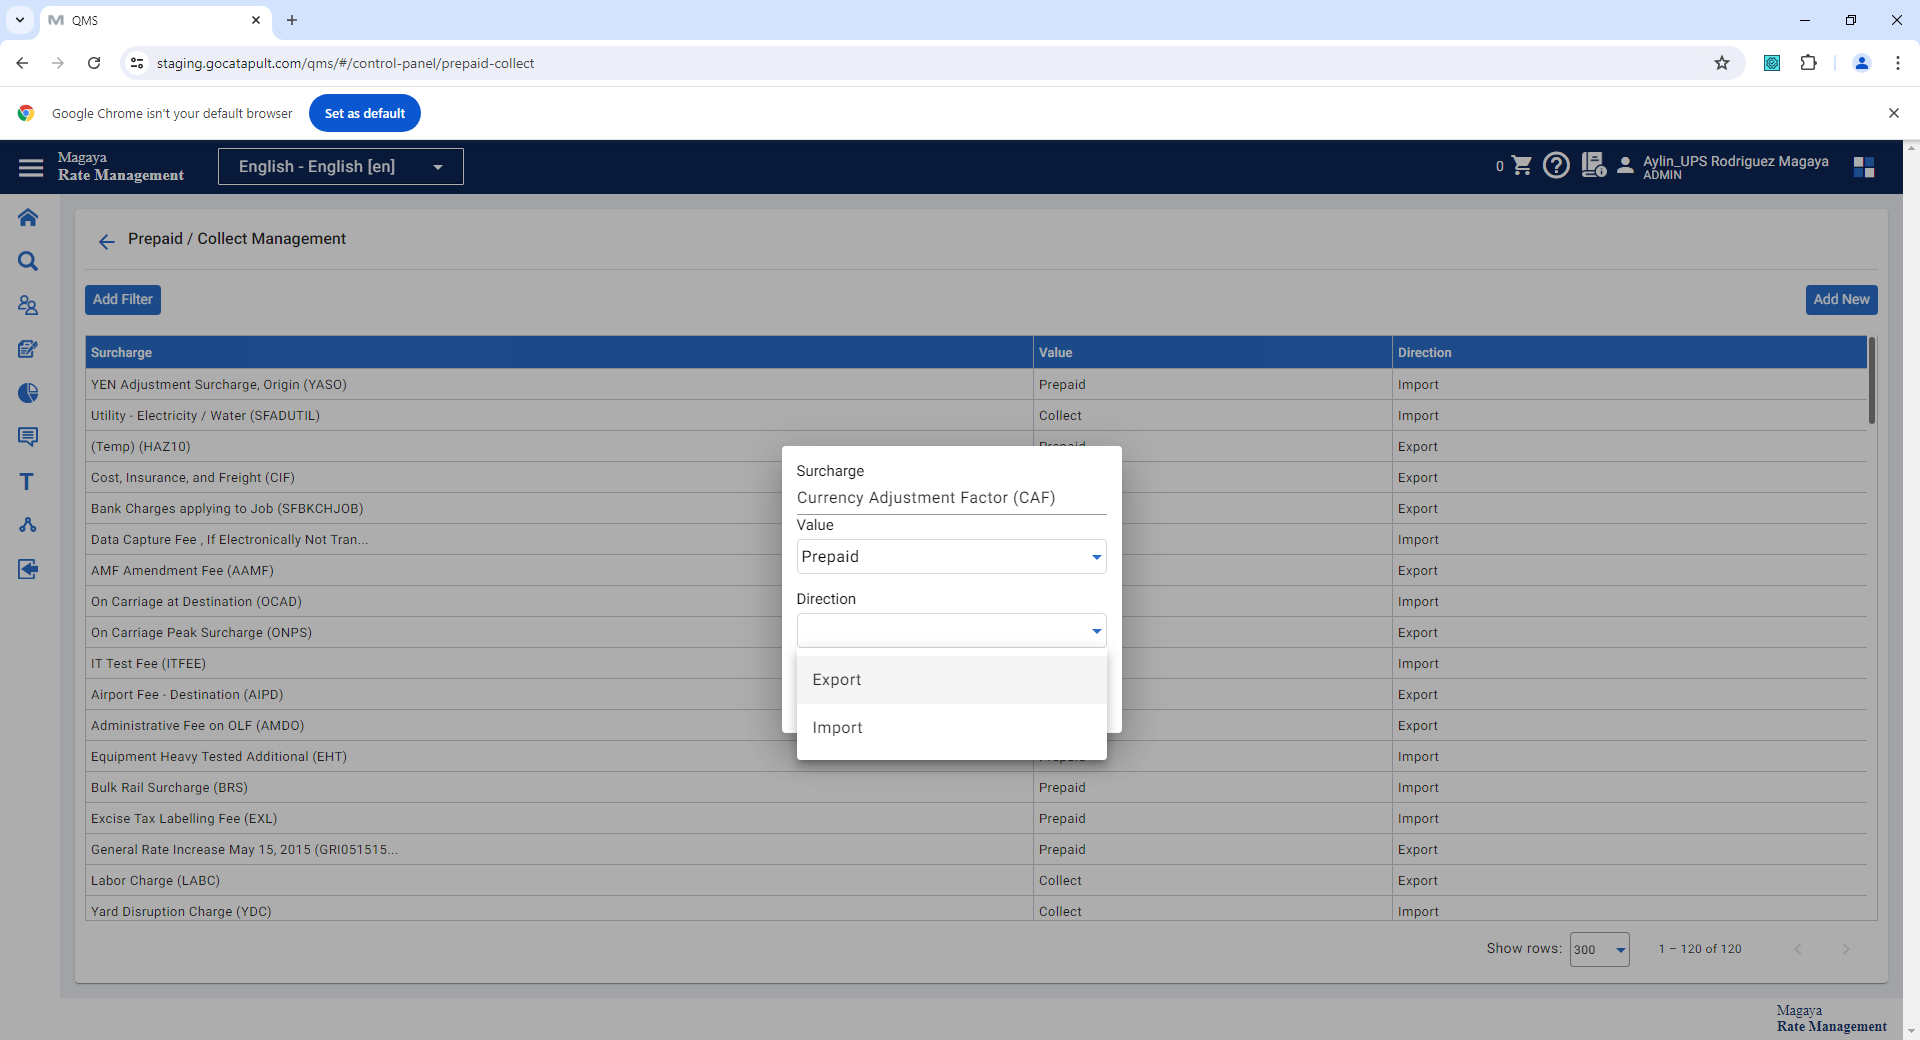 QMS
staging.gocatapult.com/qms/#/control-panel/prepaid-collect
Google Chrome isn't your default browser
Set as default
Magaya
Rate Management
English - English [en]
0
Aylin_UPS Rodriguez Magaya
ADMIN
Prepaid / Collect Management
Add Filter
Add New
Surcharge Value Direction
YEN Adjustment Surcharge, Origin (YASO) Prepaid Import
Utility - Electricity / Water (SFADUTIL) Collect Import
(Temp) (HAZ10) Prepaid Export
Cost, Insurance, and Freight (CIF) Export
Bank Charges applying to Job (SFBKCHJOB) Export
Data Capture Fee , If Electronically Not Tran... Import
AMF Amendment Fee (AAMF) Export
On Carriage at Destination (OCAD) Import
On Carriage Peak Surcharge (ONPS) Export
IT Test Fee (ITFEE) Import
Airport Fee - Destination (AIPD) Export
Administrative Fee on OLF (AMDO) Export
Equipment Heavy Tested Additional (EHT) Prepaid Import
Bulk Rail Surcharge (BRS) Prepaid Import
Excise Tax Labelling Fee (EXL) Prepaid Import
General Rate Increase May 15, 2015 (GRI051515... Prepaid Export
Labor Charge (LABC) Collect Export
Yard Disruption Charge (YDC) Collect Import
Surcharge
Currency Adjustment Factor (CAF)
Value
Prepaid
Direction
Export
Import
Show rows: 300 1 – 120 of 120
Magaya
Rate Management